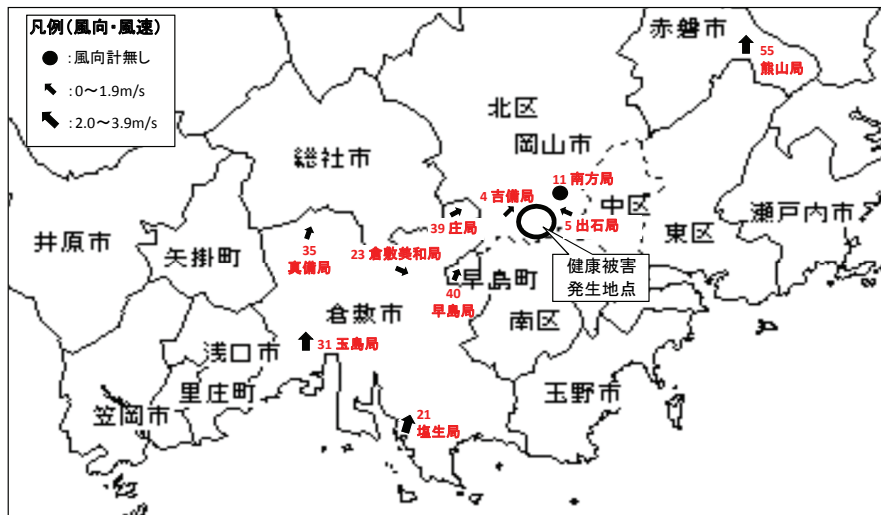 凡例(風向・風速)
●:風向計無し
:0～1.9m/s
:2.0～3.9m/s
赤磐市
55
熊山局
北区
岡山市
総社市
11 南方局
4 吉備局
中区
39 庄局
5 出石局
瀬戸内市
東区
井原市
矢掛町
35
真備局
23 倉敷美和局
健康被害
発生地点
早島町
40
早島局
倉敷市
南区
31 玉島局
浅口市
里庄町
玉野市
笠岡市
21
塩生局